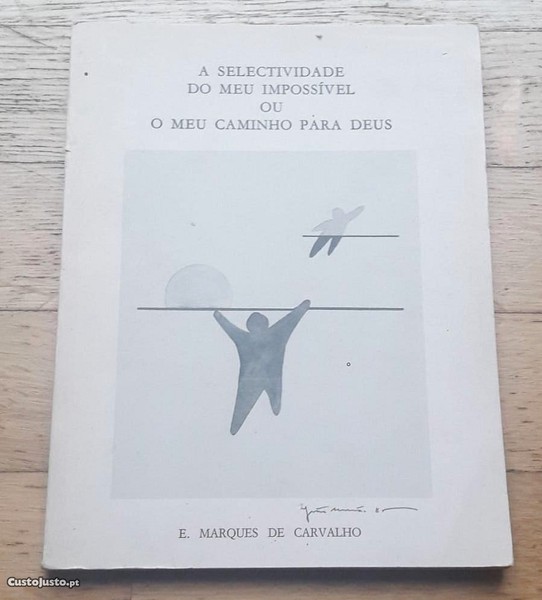 A SELECTIVIDADE
DO MEU IMPOSSÍVEL
OU
O MEU CAMINHO PARA DEUS
E. MARQUES DE CARVALHO
CustoJusto.pt